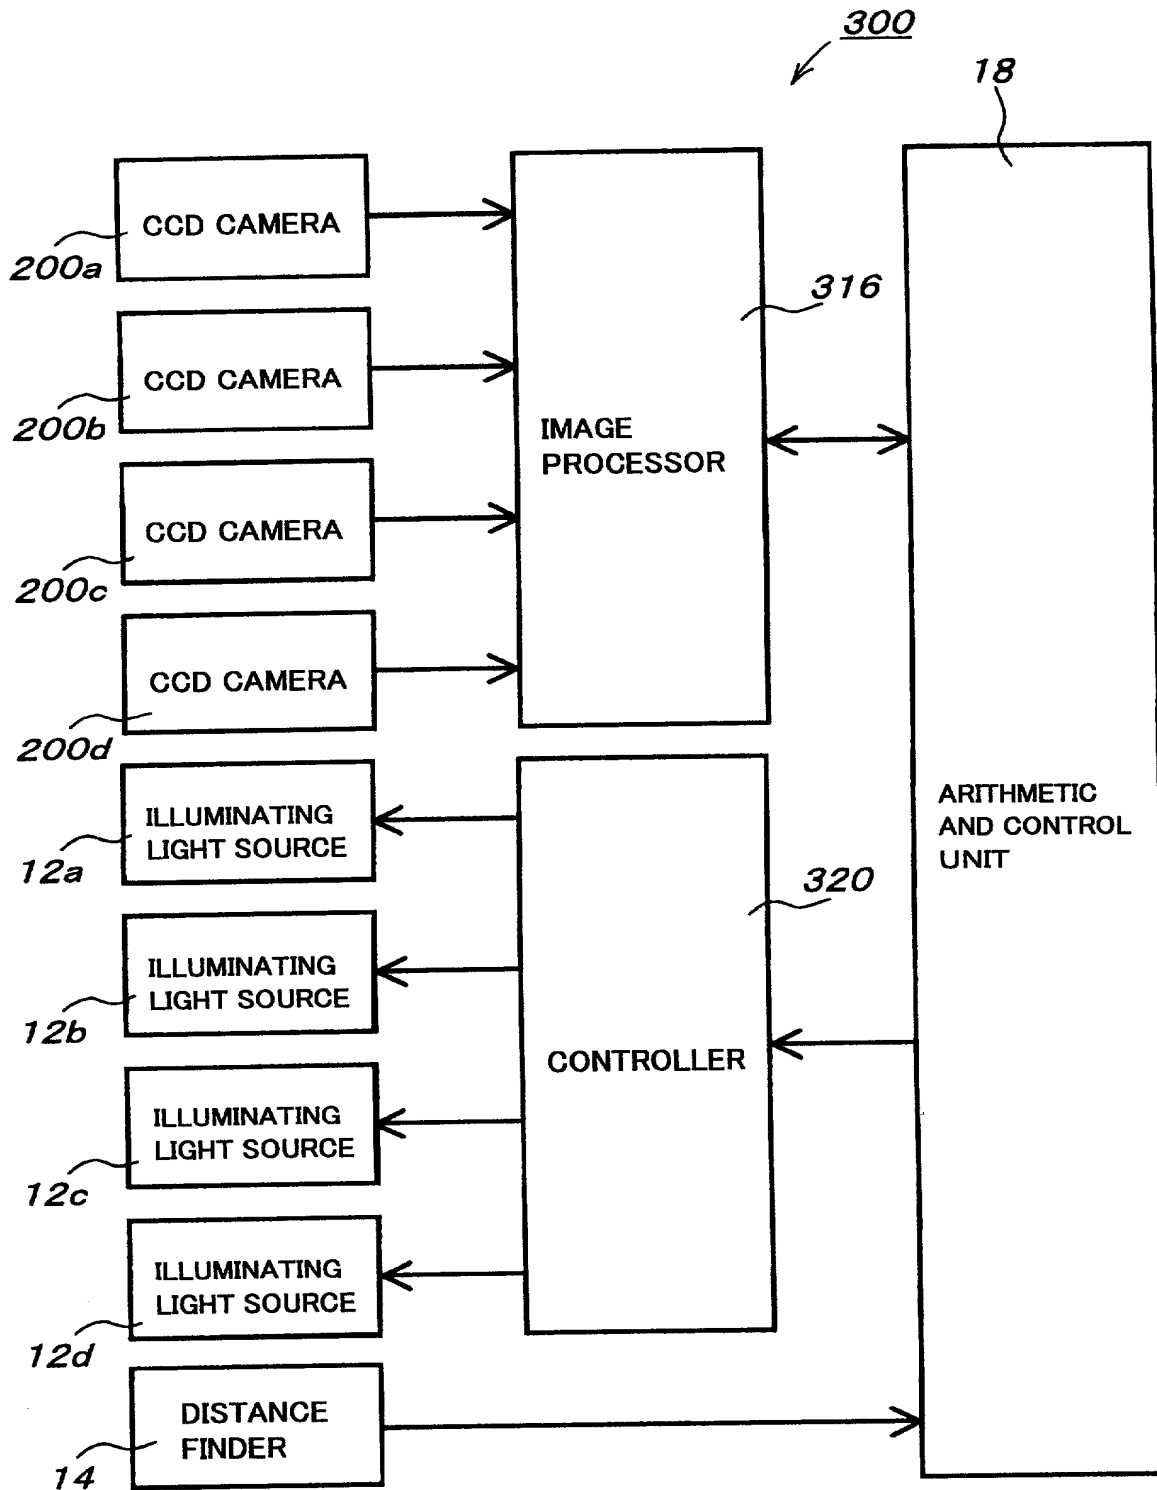 300
18
CCD CAMERA
200a
316
CCD CAMERA
200b
IMAGE
PROCESSOR
CCD CAMERA
200c
CCD CAMERA
200d
ILLUMINATING
LIGHT SOURCE
12a
ARITHMETIC
AND CONTROL
UNIT
320
ILLUMINATING
LIGHT SOURCE
12b
CONTROLLER
ILLUMINATING
LIGHT SOURCE
12c
ILLUMINATING
LIGHT SOURCE
12d
DISTANCE
FINDER
14